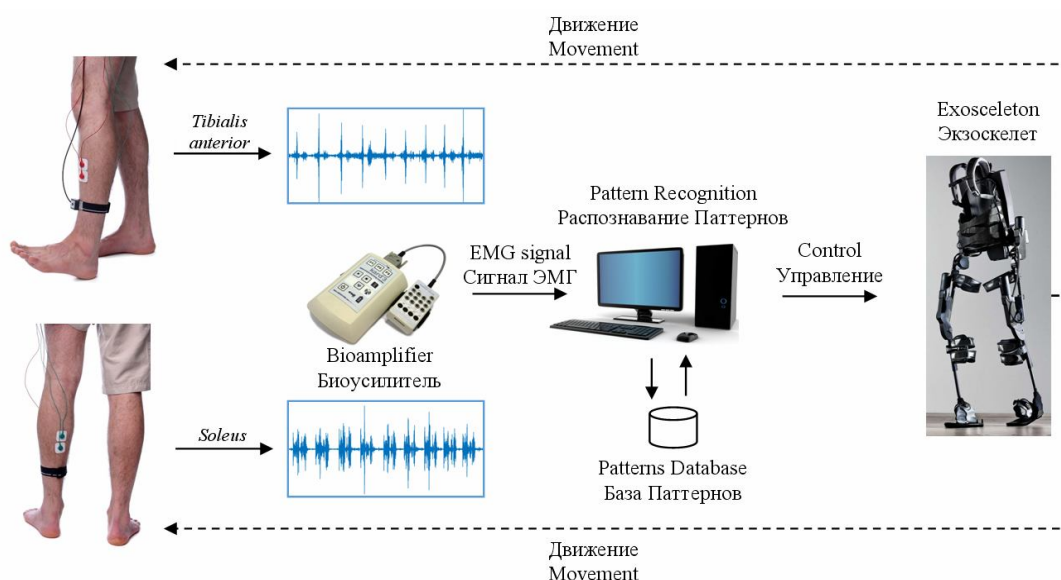 Движение
Movement
Tibialis
anterior
Exosceleton
Экзоскелет
Pattern Recognition
Распознавание Паттернов
EMG signal
Сигнал ЭМГ
Control
Управление
Bioamplifier
Биоусилитель
Soleus
Patterns Database
База Паттернов
Движение
Movement